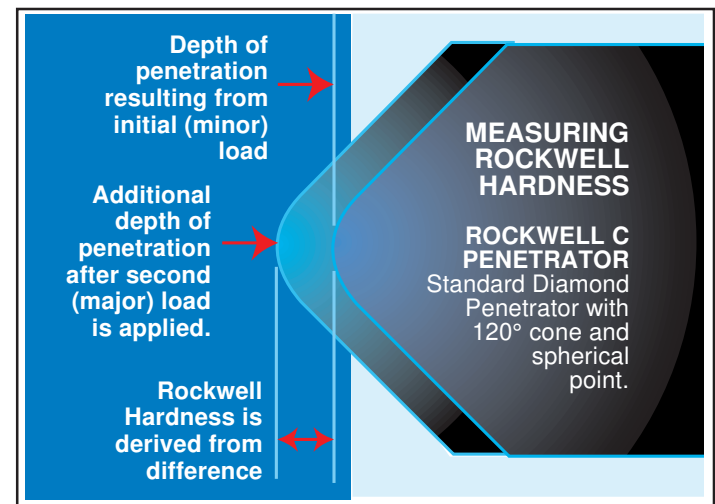 Depth of
penetration
resulting from
initial (minor)
load
Additional
depth of
penetration
after second
(major) load
is applied.
Rockwell
Hardness is
derived from
difference
MEASURING
ROCKWELL
HARDNESS
ROCKWELL C
PENETRATOR
Standard Diamond
Penetrator with
120° cone and
spherical
point.